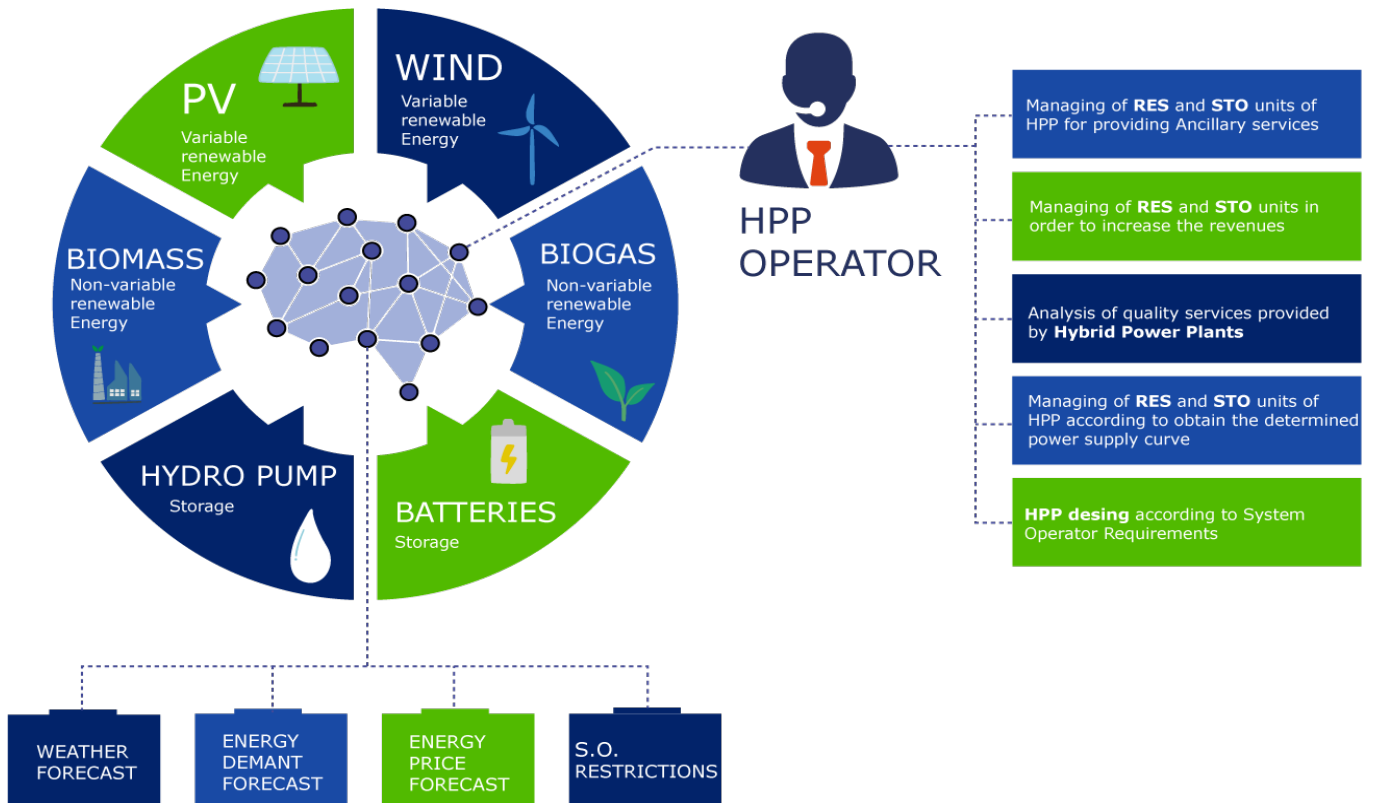 PV
Variable
renewable
Energy
WIND
Variable
renewable
Energy
BIOMASS
Non-variable
renewable
Energy
BIOGAS
Non-variable
renewable
Energy
HYDRO PUMP
Storage
BATTERIES
Storage
HPP
OPERATOR
Managing of RES and STO units of
HPP for providing Ancillary services
Managing of RES and STO units in
order to increase the revenues
Analysis of quality services provided
by Hybrid Power Plants
Managing of RES and STO units of
HPP according to obtain the determined
power supply curve
HPP desing according to System
Operator Requirements
WEATHER
FORECAST
ENERGY
DEMANT
FORECAST
ENERGY
PRICE
FORECAST
S.O.
RESTRICTIONS